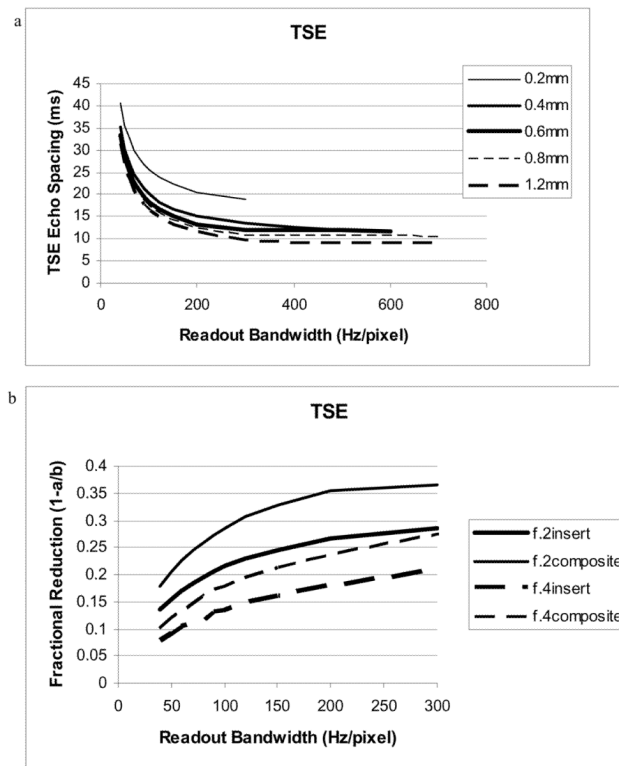 a
TSE
TSE Echo Spacing (ms)
45
40
35
30
25
20
15
10
5
0
0 200 400 600 800
Readout Bandwidth (Hz/pixel)
0.2mm
0.4mm
0.6mm
0.8mm
1.2mm
b
TSE
Fractional Reduction (1-a/b)
0.4
0.35
0.3
0.25
0.2
0.15
0.1
0.05
0
0 50 100 150 200 250 300
Readout Bandwidth (Hz/pixel)
f.2insert
f.2composite
f.4insert
f.4composite